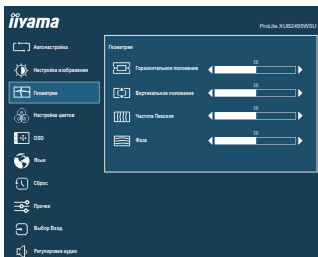 iiyama
ProLite XUB2495WSU
Автонастройка
Настройка изображения
Геометрия
Настройка цветов
OSD
Язык
Сброс
Прочее
Выбор Вход
Регулировка аудио
Геометрия
Горизонтальное положение
50
Вертикальное положение
50
Частота Пиксели
50
Фаза
50